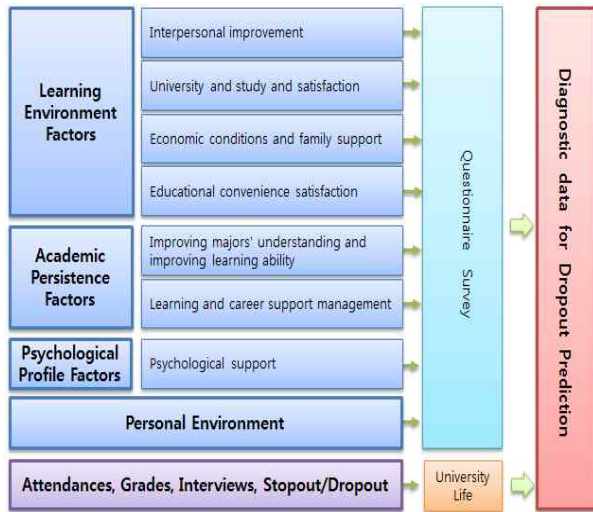 Learning
Environment
Factors
Interpersonal improvement
University and study and satisfaction
Economic conditions and family support
Educational convenience satisfaction
Academic
Persistence
Factors
Improving majors' understanding and
improving learning ability
Learning and career support management
Psychological
Profile Factors
Psychological support
Personal Environment
Attendances, Grades, Interviews, Stopout/Dropout
Questionnaire Survey
University
Life
Diagnostic data for Dropout Prediction